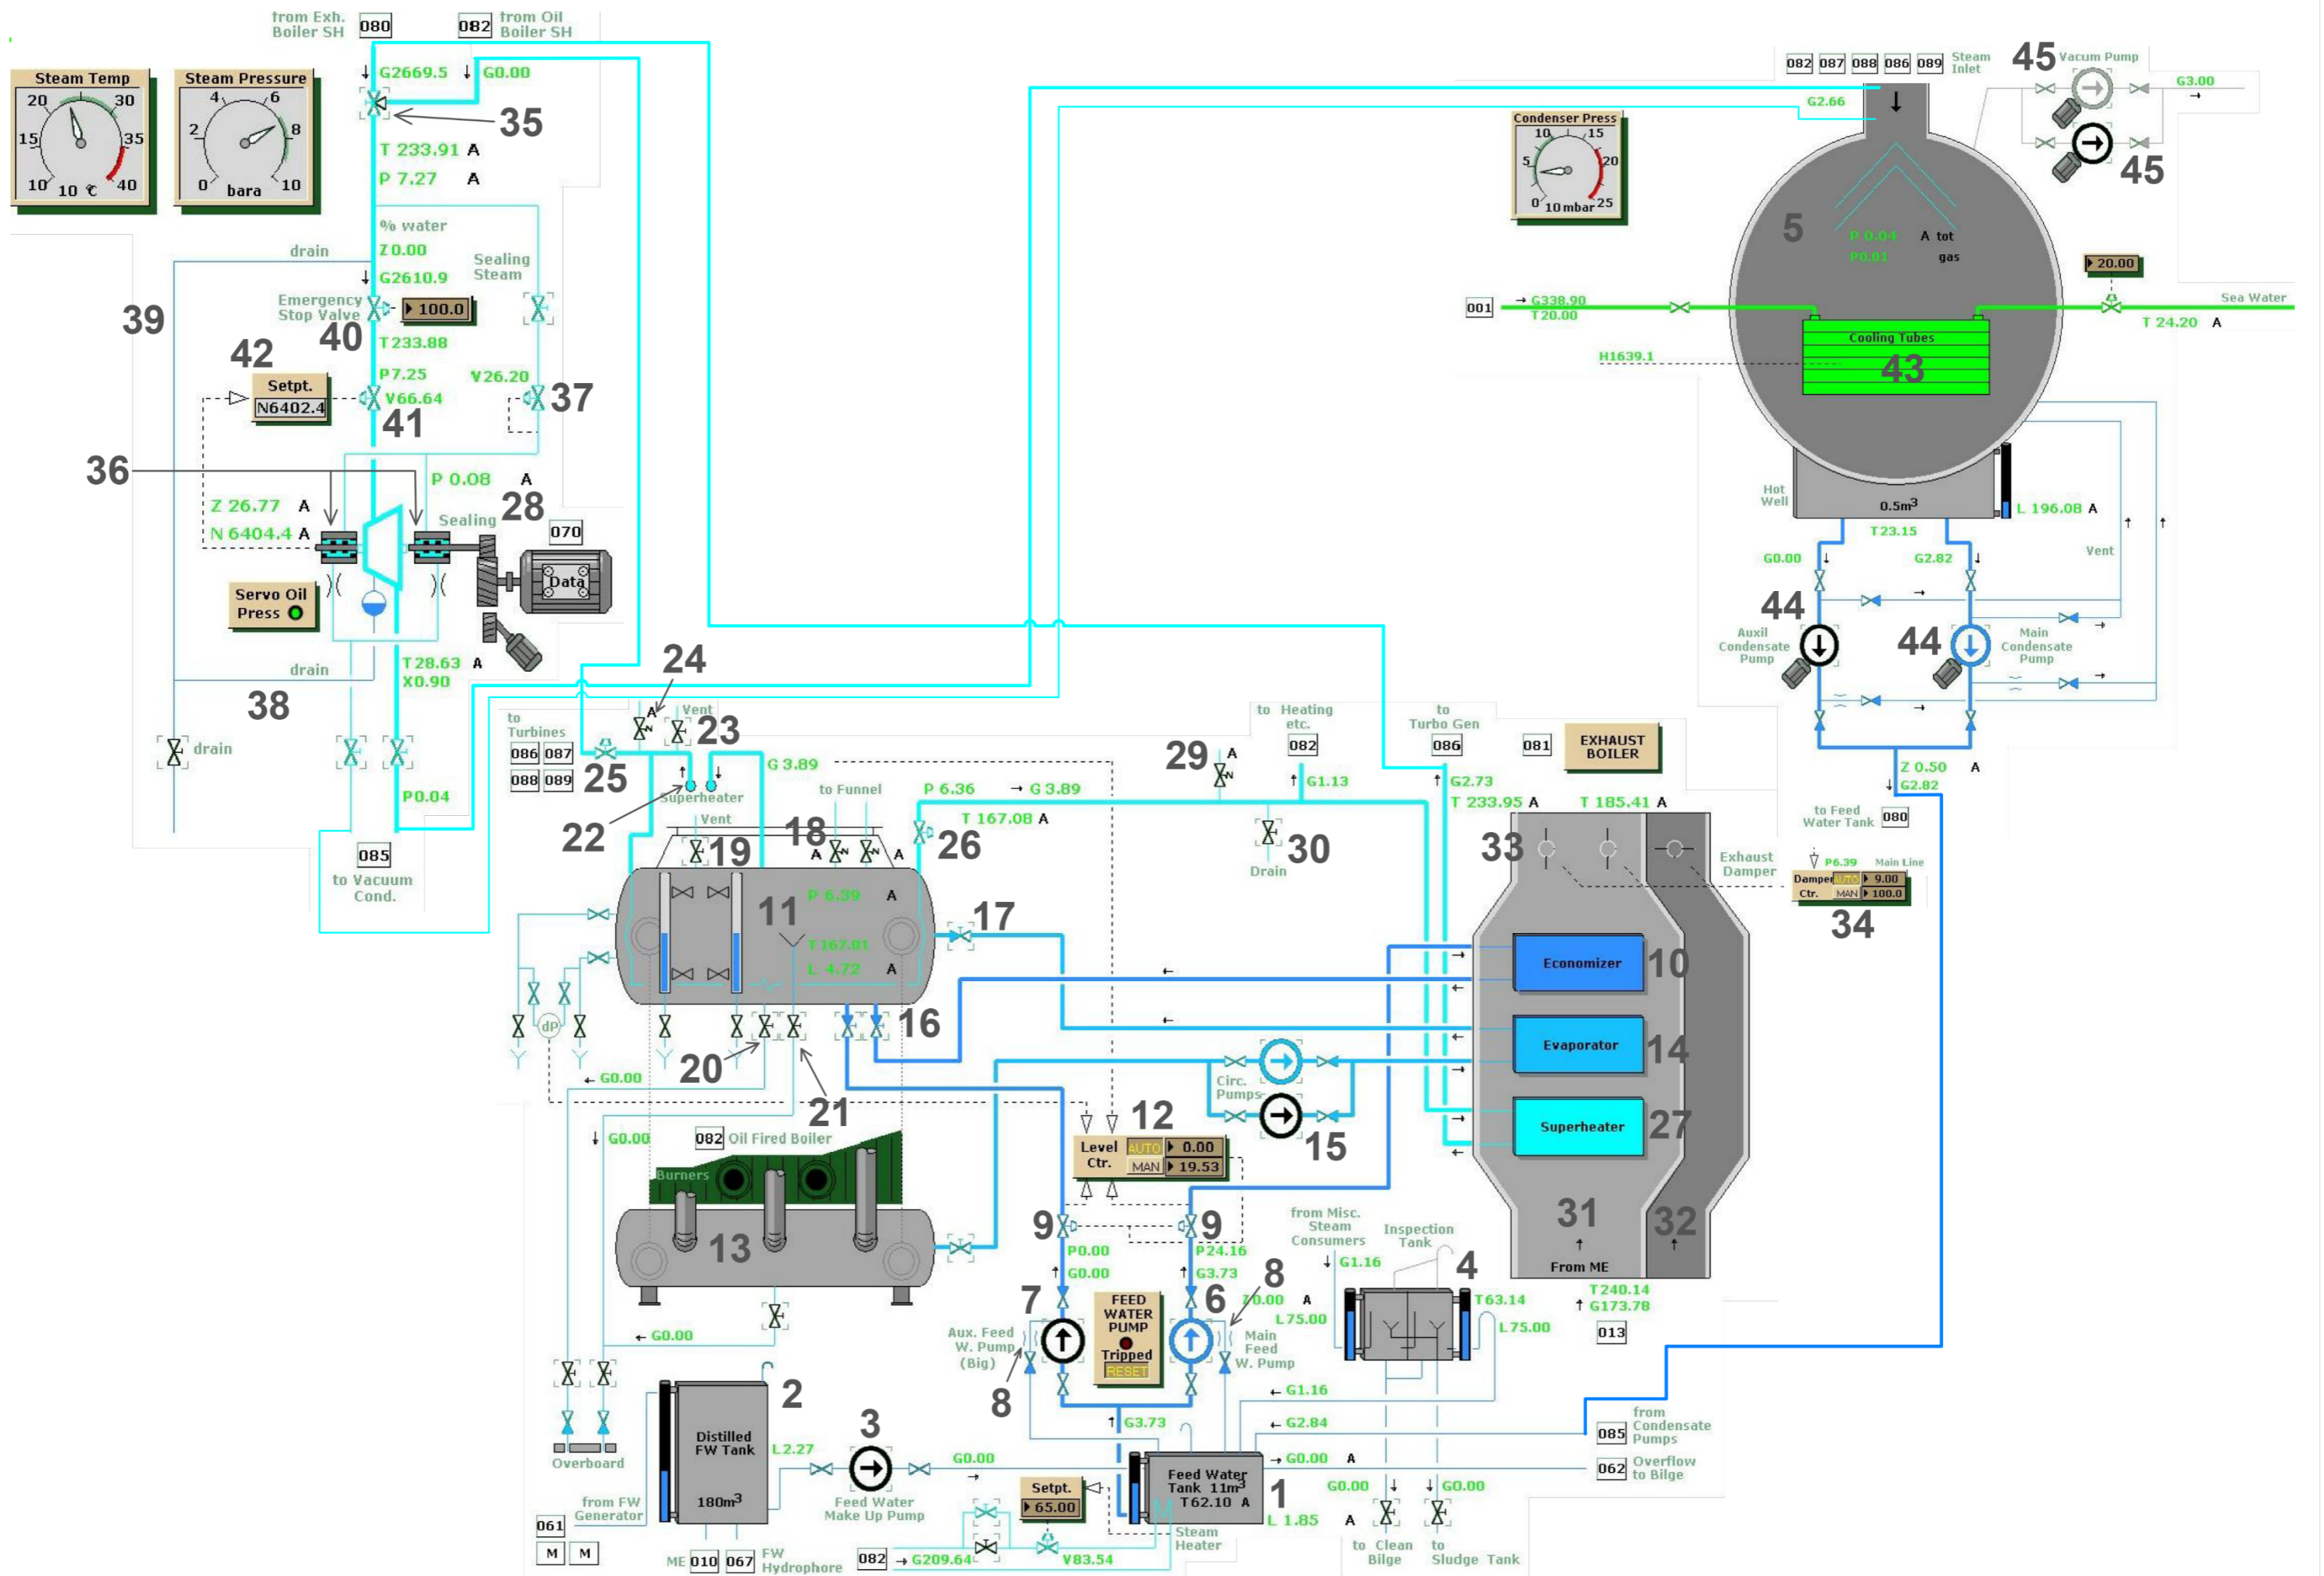 from Exh.
Boiler SH
080
082
from Oil
Boiler SH
G2669.5
G0.00
Steam Temp
20
30
15
35
10
10 °C
40
Steam Pressure
4
6
2
8
0
bara
10
35
T 233.91 A
P 7.27 A
% water
Z0.00
drain
G2610.9
Sealing
Steam
Emergency
Stop Valve
100.0
39
40
T233.88
42
Setpt.
N6402.4
P7.25
V66.64
V26.20
37
41
36
P 0.08 A
Z 26.77 A
N 6404.4 A
28
Sealing
070
Data
Servo Oil
Press
drain
38
T28.63 A
X0.90
drain
P0.04
085
to Vacuum
Cond.
082 087 088 086 089
Steam
Inlet
45
Vacum Pump
G3.00
G2.66
45
Condenser Press
10
15
5
20
0
10 mbar
25
5
P 0.04 A tot
P0.01 gas
20.00
001
G338.90
T20.00
Sea Water
T 24.20 A
Cooling Tubes
43
H1639.1
Hot
Well
0.5m3
L 196.08 A
T23.15
G0.00
G2.82
Vent
44
Auxil
Condensate
Pump
44
Main
Condensate
Pump
Z 0.50 A
G2.82
to Feed
Water Tank
080
24
A
Vent
23
to
Turbines
086 087
088 089
25
G 3.89
22
Superheater
Vent
19
18
to Funnel
A
A
P 6.36
G 3.89
T 167.08 A
26
29
A
to Heating
etc.
082
G1.13
30
Drain
to
Turbo Gen
086
G2.73
081
EXHAUST
BOILER
T 233.95 A
T 185.41 A
33
Exhaust
Damper
P6.39
Main Line
Damper
Ctr.
AUTO
9.00
MAN
100.0
34
11
P 6.39 A
T167.01
L 4.72 A
17
16
dP
20
21
G0.00
G0.00
Economizer
10
Evaporator
14
Superheater
27
Circ.
Pumps
15
12
Level
Ctr.
AUTO
0.00
MAN
19.53
082
Oil Fired Boiler
Burners
13
G0.00
9
9
P0.00
G0.00
P24.16
G3.73
7
6
8
Z0.00 A
L75.00
Aux. Feed
W. Pump
(Big)
8
FEED
WATER
PUMP
Tripped
RESET
Main
Feed
W. Pump
from Misc.
Steam
Consumers
G1.16
Inspection
Tank
4
T63.14
L75.00
31
32
From ME
T240.14
G173.78
013
Overboard
2
Distilled
FW Tank
180m3
L2.27
3
Feed Water
Make Up Pump
G0.00
from FW
Generator
061
M
M
ME
010
067
FW
Hydrophore
082
G209.64
V83.54
Setpt.
65.00
G3.73
Feed Water
Tank 11m3
T62.10 A
1
L 1.85 A
Steam
Heater
G1.16
G2.84
G0.00 A
085
from
Condensate
Pumps
062
Overflow
to Bilge
G0.00
G0.00
to Clean
Bilge
to
Sludge Tank